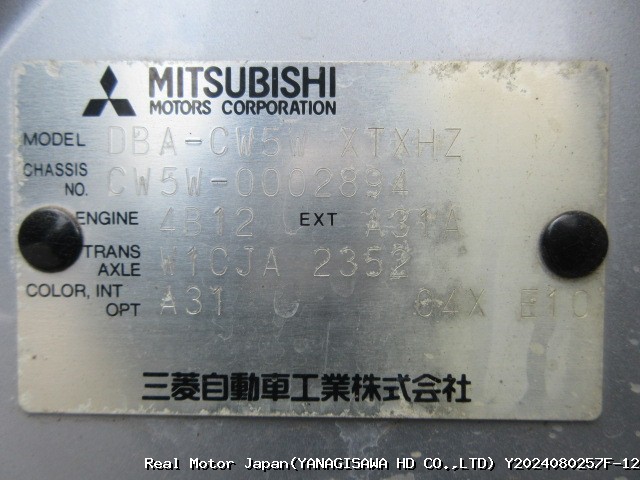 MITSUBISHI
MOTORS CORPORATION
MODEL DBA-CW5W XTXHZ
CHASSIS NO. CW5W-0002894
ENGINE 4B12 EXT A31A
TRANS AXLE W1CJA 2352
COLOR, INT OPT A31 C4X E10
三菱自動車工業株式会社
Real Motor Japan(YANAGISAWA HD CO.,LTD) Y2024080257F-12